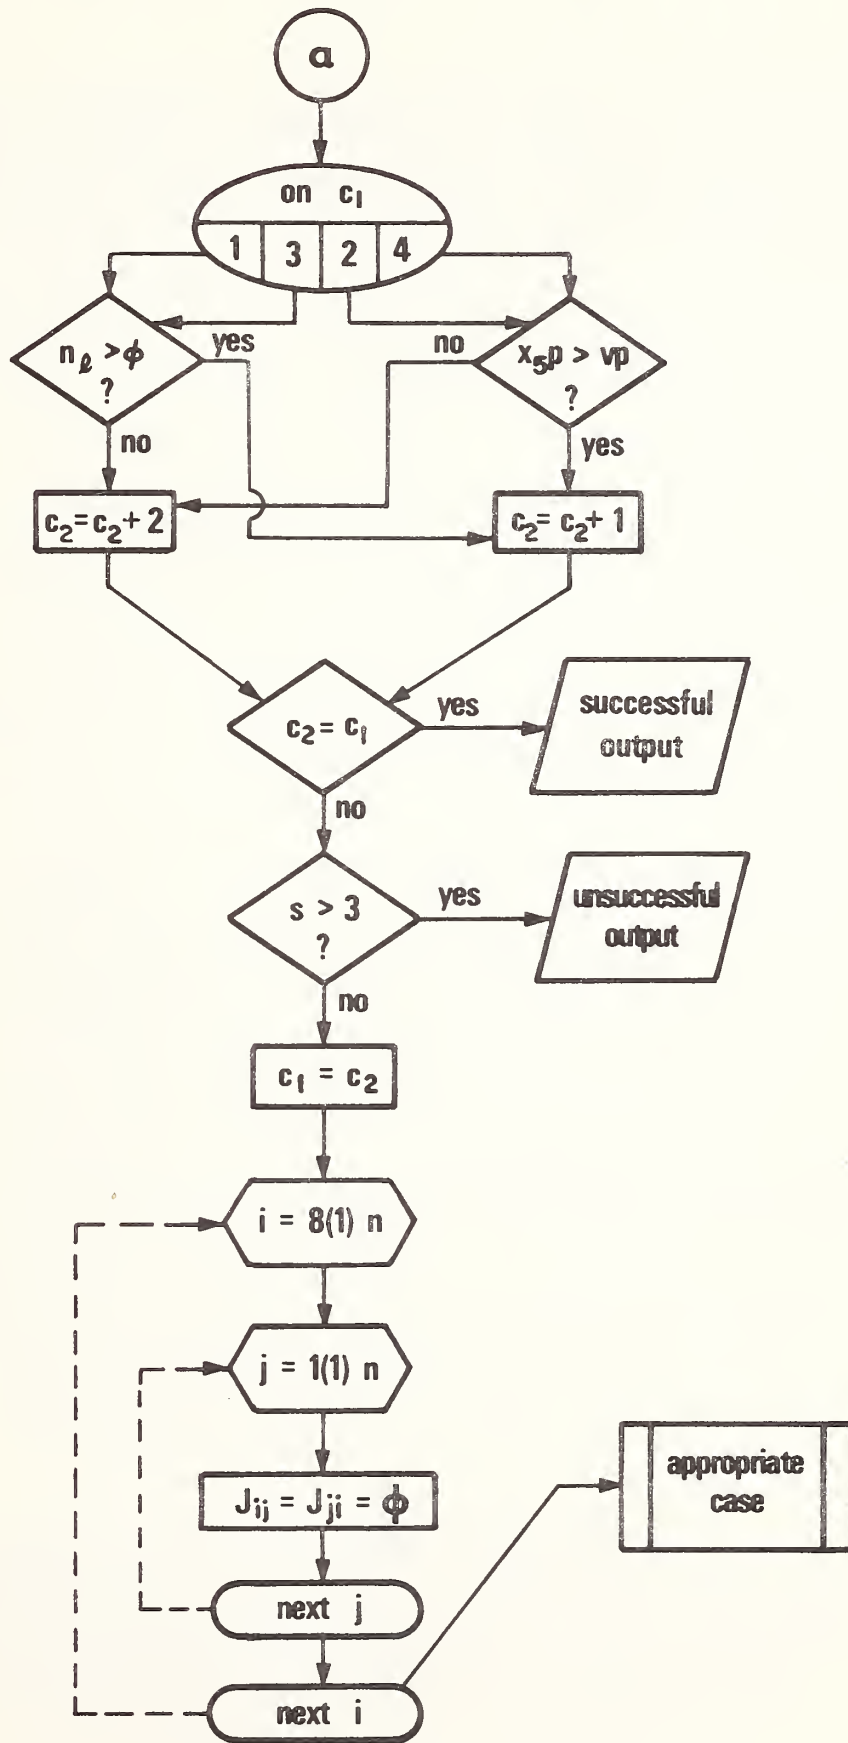 a
on c₁
1 3 2 4
nℓ >ϕ
?
yes
no
x₅p > vp
?
no
yes
c₂=c₂+ 2
c₂= c₂+ 1
c₂= c₁
yes
successful
output
no
s > 3
?
yes
unsuccessful
output
no
c₁ = c₂
i = 8(1) n
j = 1(1) n
Jij = Jji = ϕ
appropriate
case
next j
next i